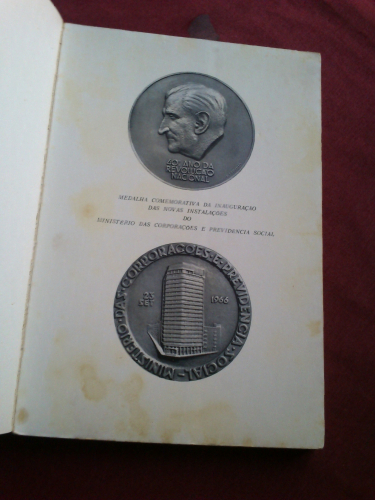 40º ANO DA
REVOLUÇÃO
NACIONAL
MEDALHA COMEMORATIVA DA INAUGURAÇÃO
DAS NOVAS INSTALAÇÕES
DO
MINISTÉRIO DAS CORPORAÇÕES E PREVIDÊNCIA SOCIAL
MINISTÉRIO·DAS·CORPORAÇÕES·E·PREVIDÊNCIA·SOCIAL
23 1966
SET